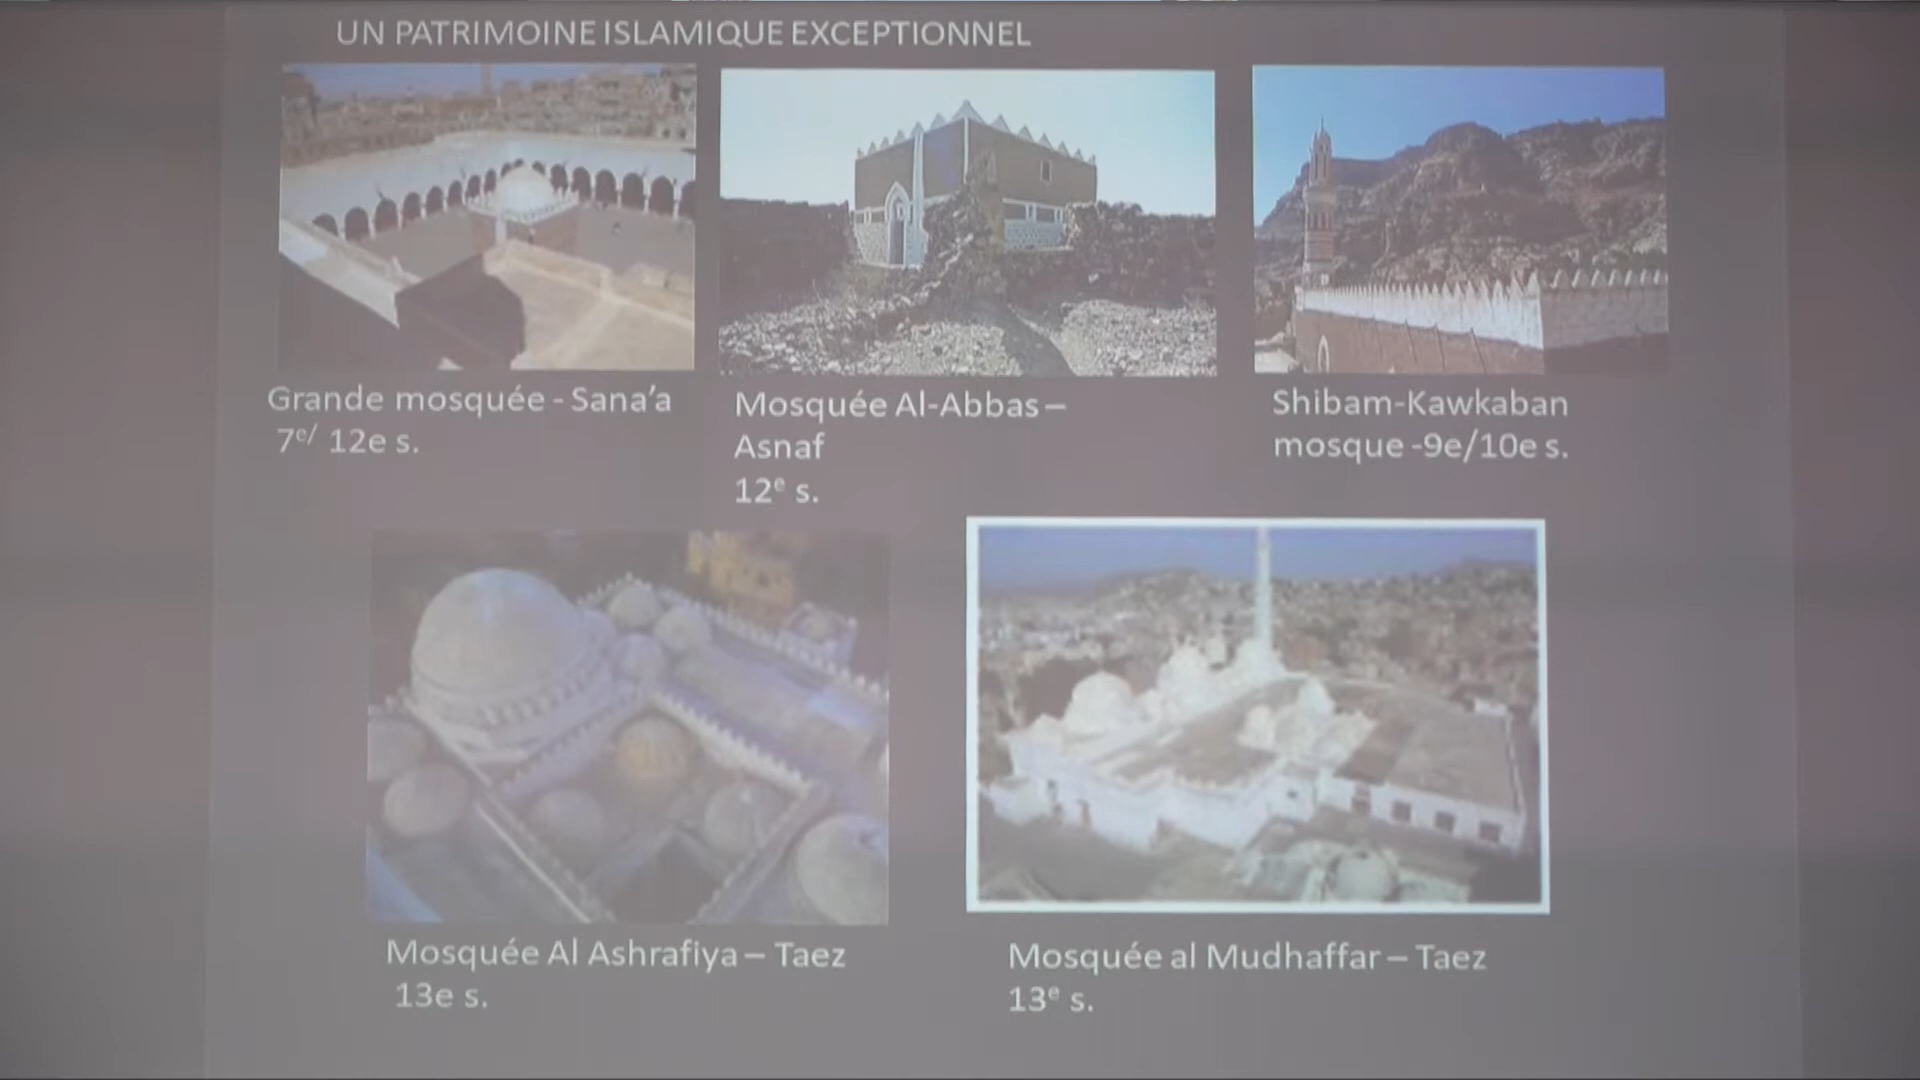 UN PATRIMOINE ISLAMIQUE EXCEPTIONNEL
Grande mosquée - Sana’a
7e/ 12e s.
Mosquée Al-Abbas –
Asnaf
12e s.
Shibam-Kawkaban
mosque -9e/10e s.
Mosquée Al Ashrafiya – Taez
13e s.
Mosquée al Mudhaffar – Taez
13e s.